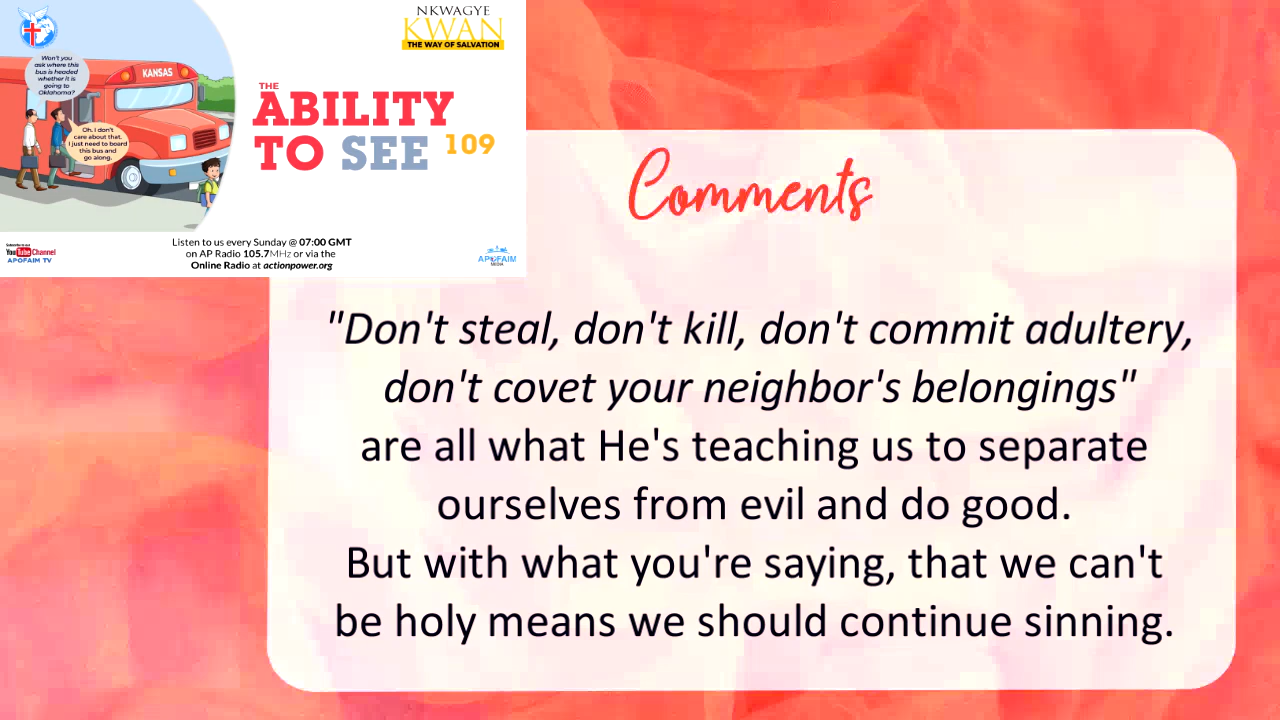 NKWAGYE
KWAN
THE WAY OF SALVATION
Won't you
ask where this
bus is headed
whether it is
going to
Oklahoma?
KANSAS
Oh, I don't
care about that.
I just need to board
this bus and
go along.
THE
ABILITY
TO SEE 109
Subscribe to our
YouTube Channel
APOFAIM TV
Listen to us every Sunday @ 07:00 GMT
on AP Radio 105.7MHz or via the
Online Radio at actionpower.org
APOFAIM
MEDIA
Comments
"Don't steal, don't kill, don't commit adultery,
don't covet your neighbor's belongings"
are all what He's teaching us to separate
ourselves from evil and do good.
But with what you're saying, that we can't
be holy means we should continue sinning.